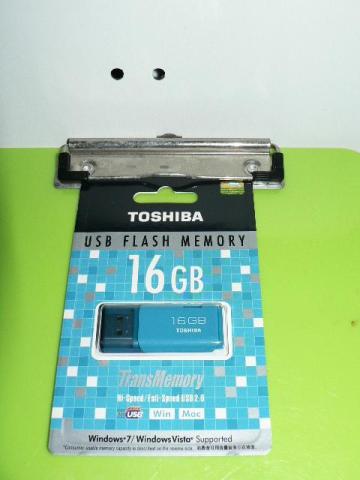 TOSHIBA
USB FLASH MEMORY
16GB
16GB
TOSHIBA
TransMemory
Hi-Speed/Full-Speed USB2.0
USB Win Mac
Windows®7/Windows Vista® Supported